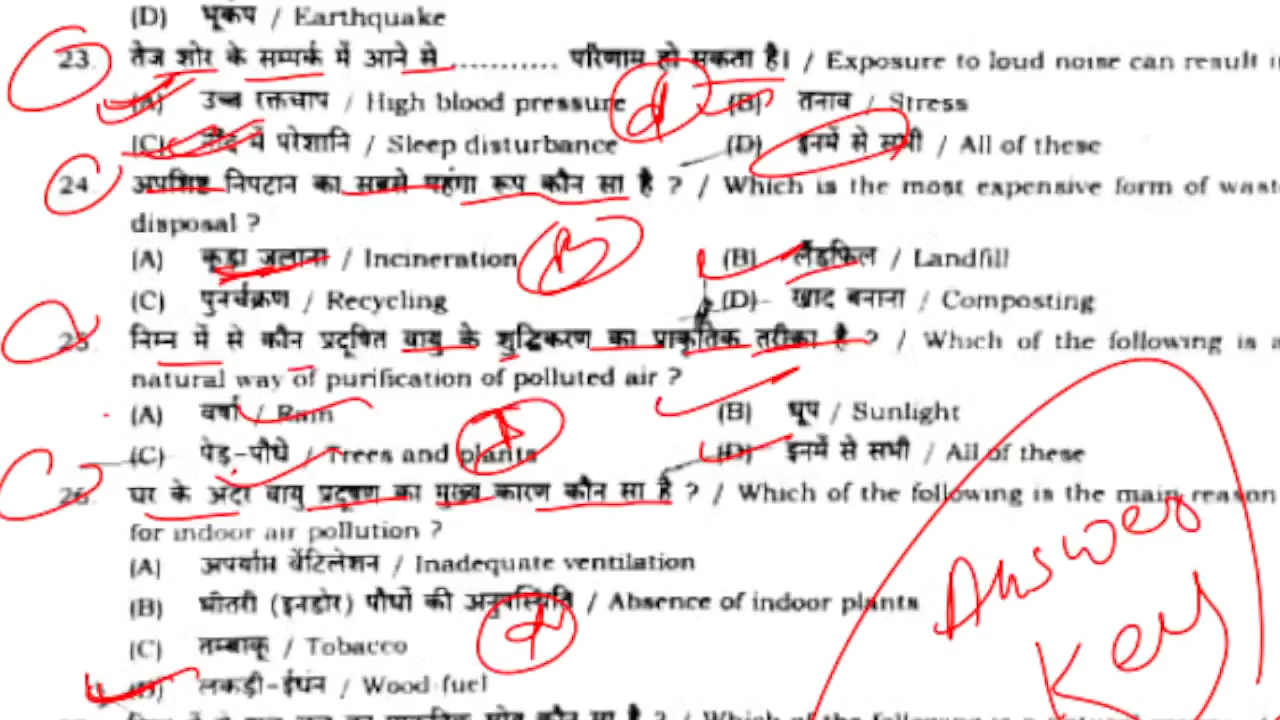 (D) भूकंप / Earthquake
23. तेज शोर के सम्पर्क में आने से ........... परिणाम हो सकता है। / Exposure to loud noise can result i
(A) उच्च रक्तचाप / High blood pressure (B) तनाव / Stress
(C) नींद में परेशानि / Sleep disturbance (D) इनमें से सभी / All of these
24. अपशिष्ट निपटान का सबसे महंगा रूप कौन सा है ? / Which is the most expensive form of waste
disposal ?
(A) कूड़ा जलाना / Incineration (B) लैंडफिल / Landfill
(C) पुनर्चक्रण / Recycling (D) खाद बनाना / Composting
25. निम्न में से कौन प्रदूषित वायु के शुद्धिकरण का प्राकृतिक तरीका है ? / Which of the following is a
natural way of purification of polluted air ?
(A) वर्षा / Rain (B) धूप / Sunlight
(C) पेड़-पौधे / Trees and plants (D) इनमें से सभी / All of these
26. घर के अंदर वायु प्रदूषण का मुख्य कारण कौन सा है ? / Which of the following is the main reason
for indoor air pollution ?
(A) अपर्याप्त वेंटिलेशन / Inadequate ventilation
(B) भीतरी (इनडोर) पौधों की अनुपस्थिति / Absence of indoor plants
(C) तम्बाकू / Tobacco
(D) लकड़ी-ईधंन / Wood fuel
Answer
Key